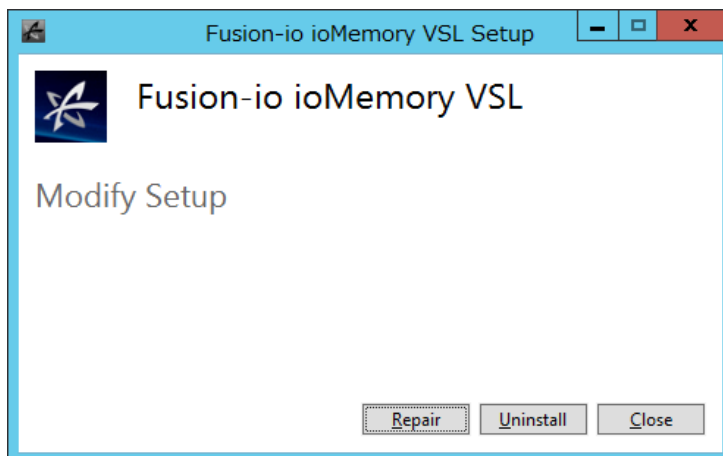 Fusion-io ioMemory VSL Setup
Fusion-io ioMemory VSL
Modify Setup
Repair Uninstall Close